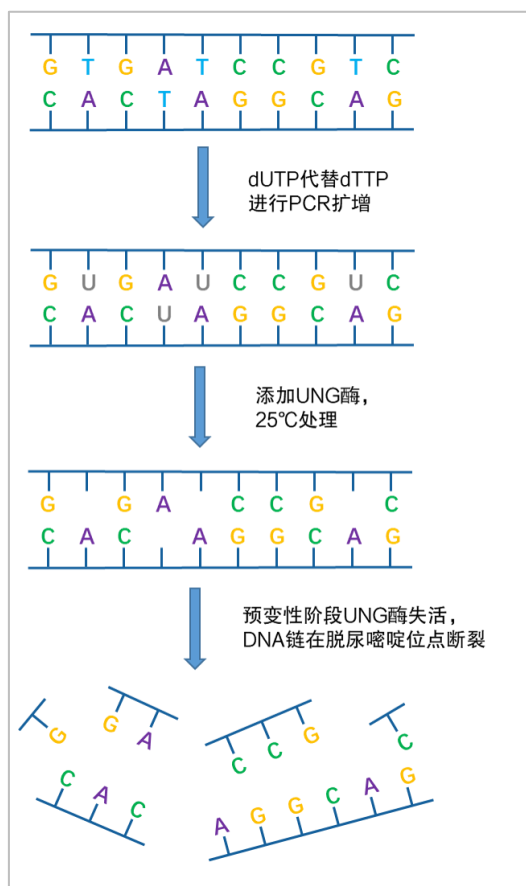 G T G A T C C G T C
C A C T A G G C A G
dUTP代替dTTP
进行PCR扩增
G U G A U C C G U C
C A C U A G G C A G
添加UNG酶，
25℃处理
G G A C C G C
C A C A G G C A G
预变性阶段UNG酶失活，
DNA链在脱尿嘧啶位点断裂
G
G A
C C G
C
C A C
A G G C A G